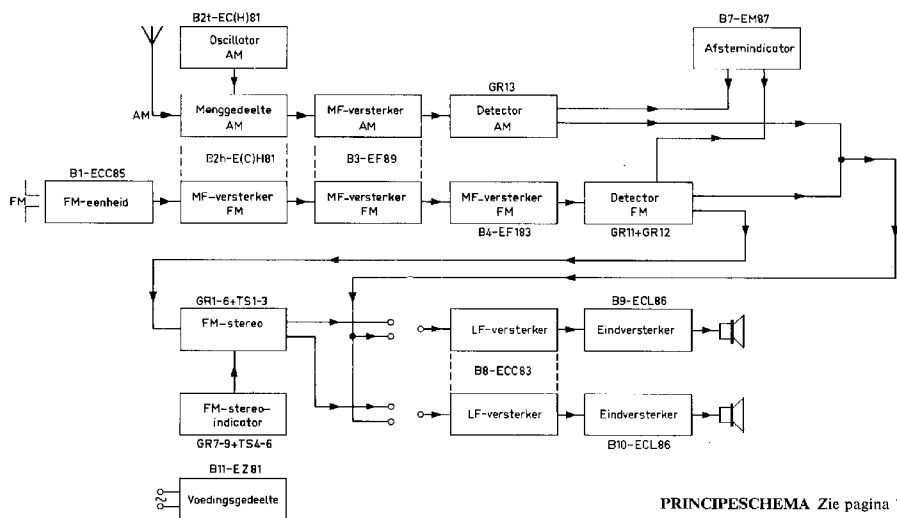 B2t-EC(H)81
Oscillator
AM
B7-EM87
Afstemindicator
AM
Menggedeelte
AM
MF-versterker
AM
GR13
Detector
AM
B2h-E(C)H81
B3-EF89
FM
B1-ECC85
FM-eenheid
MF-versterker
FM
MF-versterker
FM
MF-versterker
FM
B4-EF183
Detector
FM
GR11+GR12
GR1-6+TS1-3
FM-stereo
LF-versterker
B9-ECL86
Eindversterker
B8-ECC83
FM-stereo-
indicator
GR7-9+TS4-6
LF-versterker
Eindversterker
B10-ECL86
B11-EZ81
Voedingsgedeelte
PRINCIPESCHEMA Zie pagina